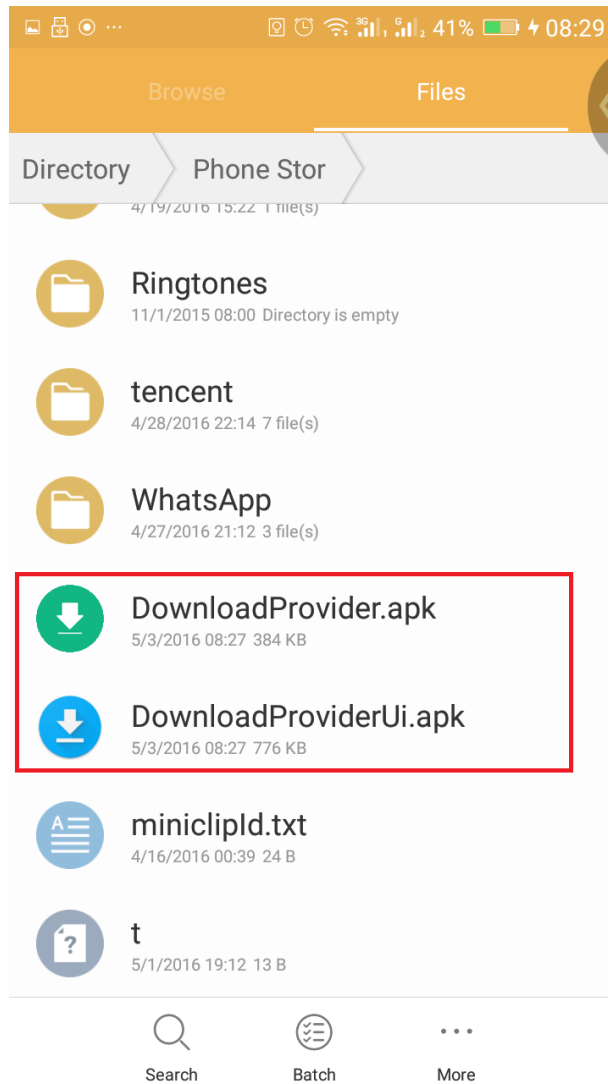 3G 1 G 2 41% 08:29
Browse Files
Directory Phone Stor
4/19/2016 15:22 1 file(s)
Ringtones
11/1/2015 08:00 Directory is empty
tencent
4/28/2016 22:14 7 file(s)
WhatsApp
4/27/2016 21:12 3 file(s)
DownloadProvider.apk
5/3/2016 08:27 384 KB
DownloadProviderUi.apk
5/3/2016 08:27 776 KB
A
miniclipId.txt
4/16/2016 00:39 24 B
?
t
5/1/2016 19:12 13 B
Search Batch More